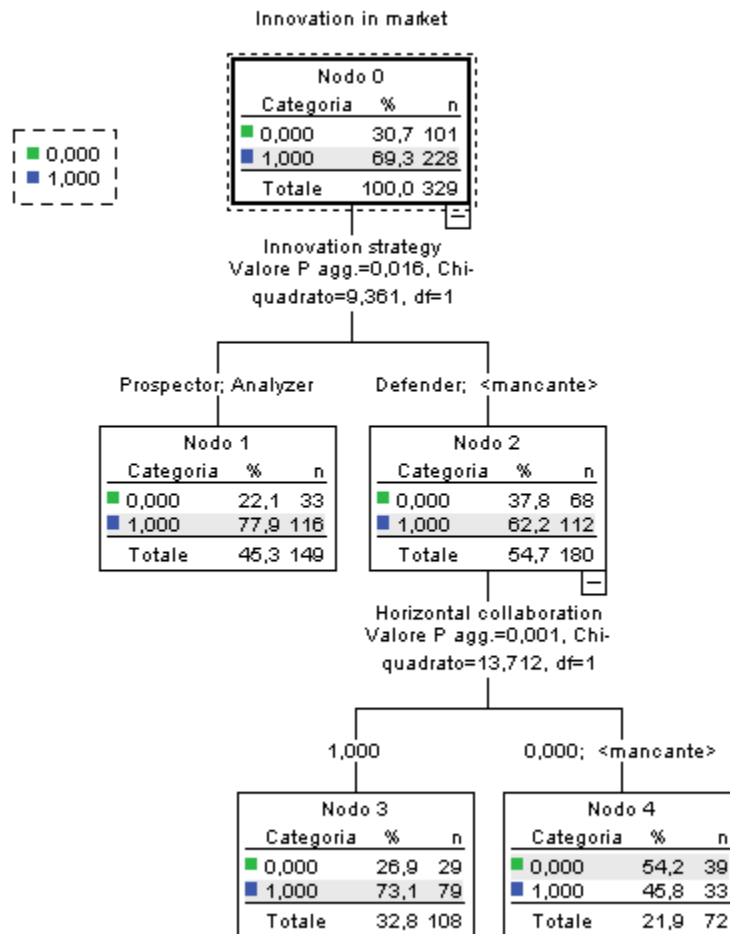 Innovation in market
0,000
1,000
Nodo 0
Categoria % n
0,000 30,7 101
1,000 69,3 228
Totale 100,0 329
Innovation strategy
Valore P agg.=0,016, Chi-
quadrato=9,361, df=1
Prospector; Analyzer
Defender; <mancante>
Nodo 1
Categoria % n
0,000 22,1 33
1,000 77,9 116
Totale 45,3 149
Nodo 2
Categoria % n
0,000 37,8 68
1,000 62,2 112
Totale 54,7 180
Horizontal collaboration
Valore P agg.=0,001, Chi-
quadrato=13,712, df=1
1,000
0,000; <mancante>
Nodo 3
Categoria % n
0,000 26,9 29
1,000 73,1 79
Totale 32,8 108
Nodo 4
Categoria % n
0,000 54,2 39
1,000 45,8 33
Totale 21,9 72